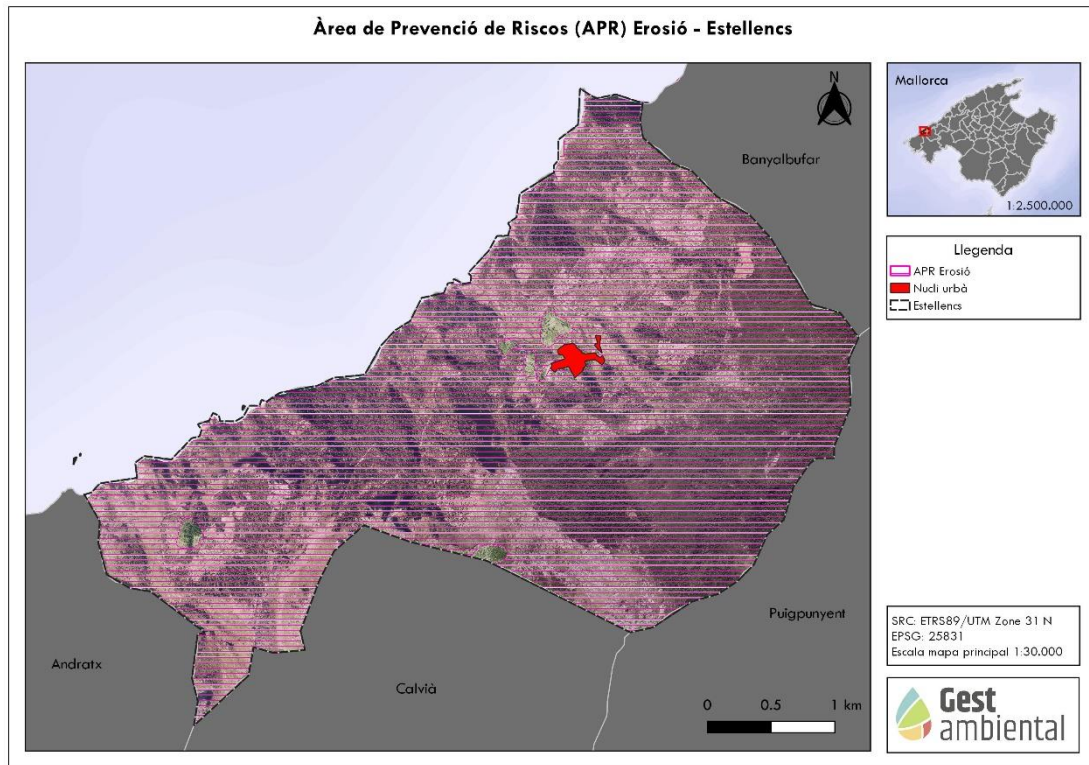 Àrea de Prevenció de Riscos (APR) Erosió - Estellencs
N
Banyalbufar
Puigpunyent
Andratx
Calvià
0 0.5 1 km
Mallorca
1:2.500.000
Llegenda
APR Erosió
Nucli urbà
Estellencs
SRC: ETRS89/UTM Zone 31 N
EPSG: 25831
Escala mapa principal 1:30.000
Gest
ambiental